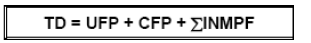 TD = UFP + CFP + ∑INMPF